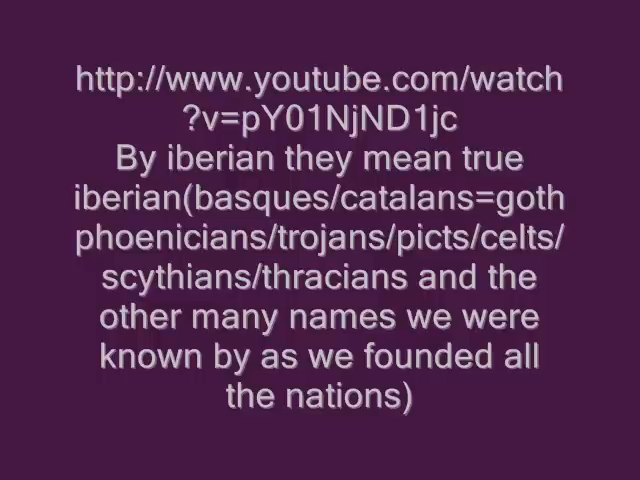 http://www.youtube.com/watch
?v=pY01NjND1jc
By iberian they mean true
iberian(basques/catalans=goth
phoenicians/trojans/picts/celts/
scythians/thracians and the
other many names we were
known by as we founded all
the nations)